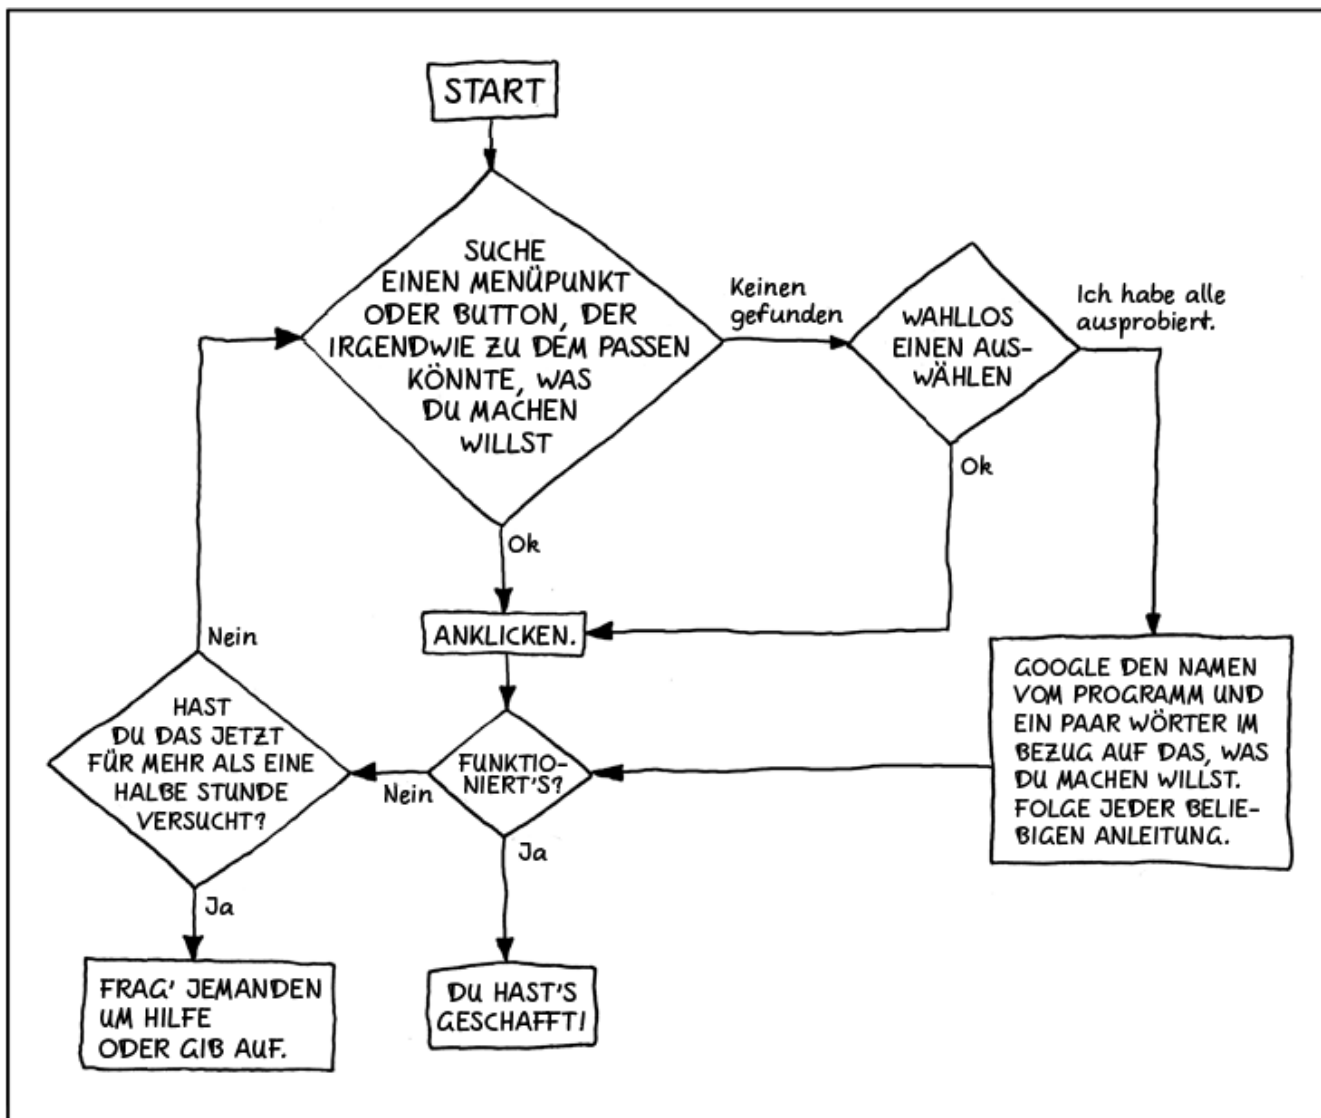 START
SUCHE
EINEN MENÜPUNKT
ODER BUTTON, DER
IRGENDWIE ZU DEM PASSEN
KÖNNTE, WAS
DU MACHEN
WILLST
Keinen
gefunden
WAHLLOS
EINEN AUS-
WÄHLEN
Ich habe alle
ausprobiert.
Ok
Ok
ANKLICKEN.
Nein
HAST
DU DAS JETZT
FÜR MEHR ALS EINE
HALBE STUNDE
VERSUCHT?
Nein
FUNKTIO-
NIERT'S?
GOOGLE DEN NAMEN
VOM PROGRAMM UND
EIN PAAR WÖRTER IM
BEZUG AUF DAS, WAS
DU MACHEN WILLST.
FOLGE JEDER BELIE-
BIGEN ANLEITUNG.
Ja
Ja
FRAG' JEMANDEN
UM HILFE
ODER GIB AUF.
DU HAST'S
GESCHAFFT!